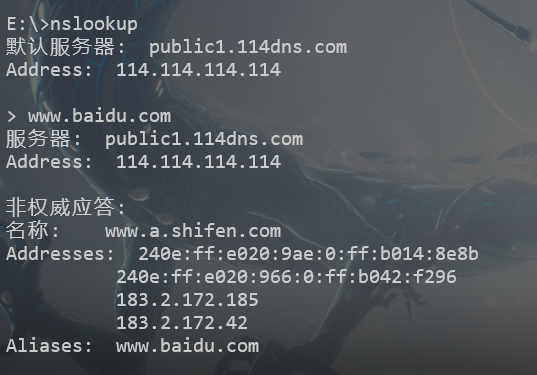 E:\>nslookup
默认服务器:  public1.114dns.com
Address:  114.114.114.114
> www.baidu.com
服务器:  public1.114dns.com
Address:  114.114.114.114
非权威应答:
名称:    www.a.shifen.com
Addresses:  240e:ff:e020:9ae:0:ff:b014:8e8b
240e:ff:e020:966:0:ff:b042:f296
183.2.172.185
183.2.172.42
Aliases:  www.baidu.com